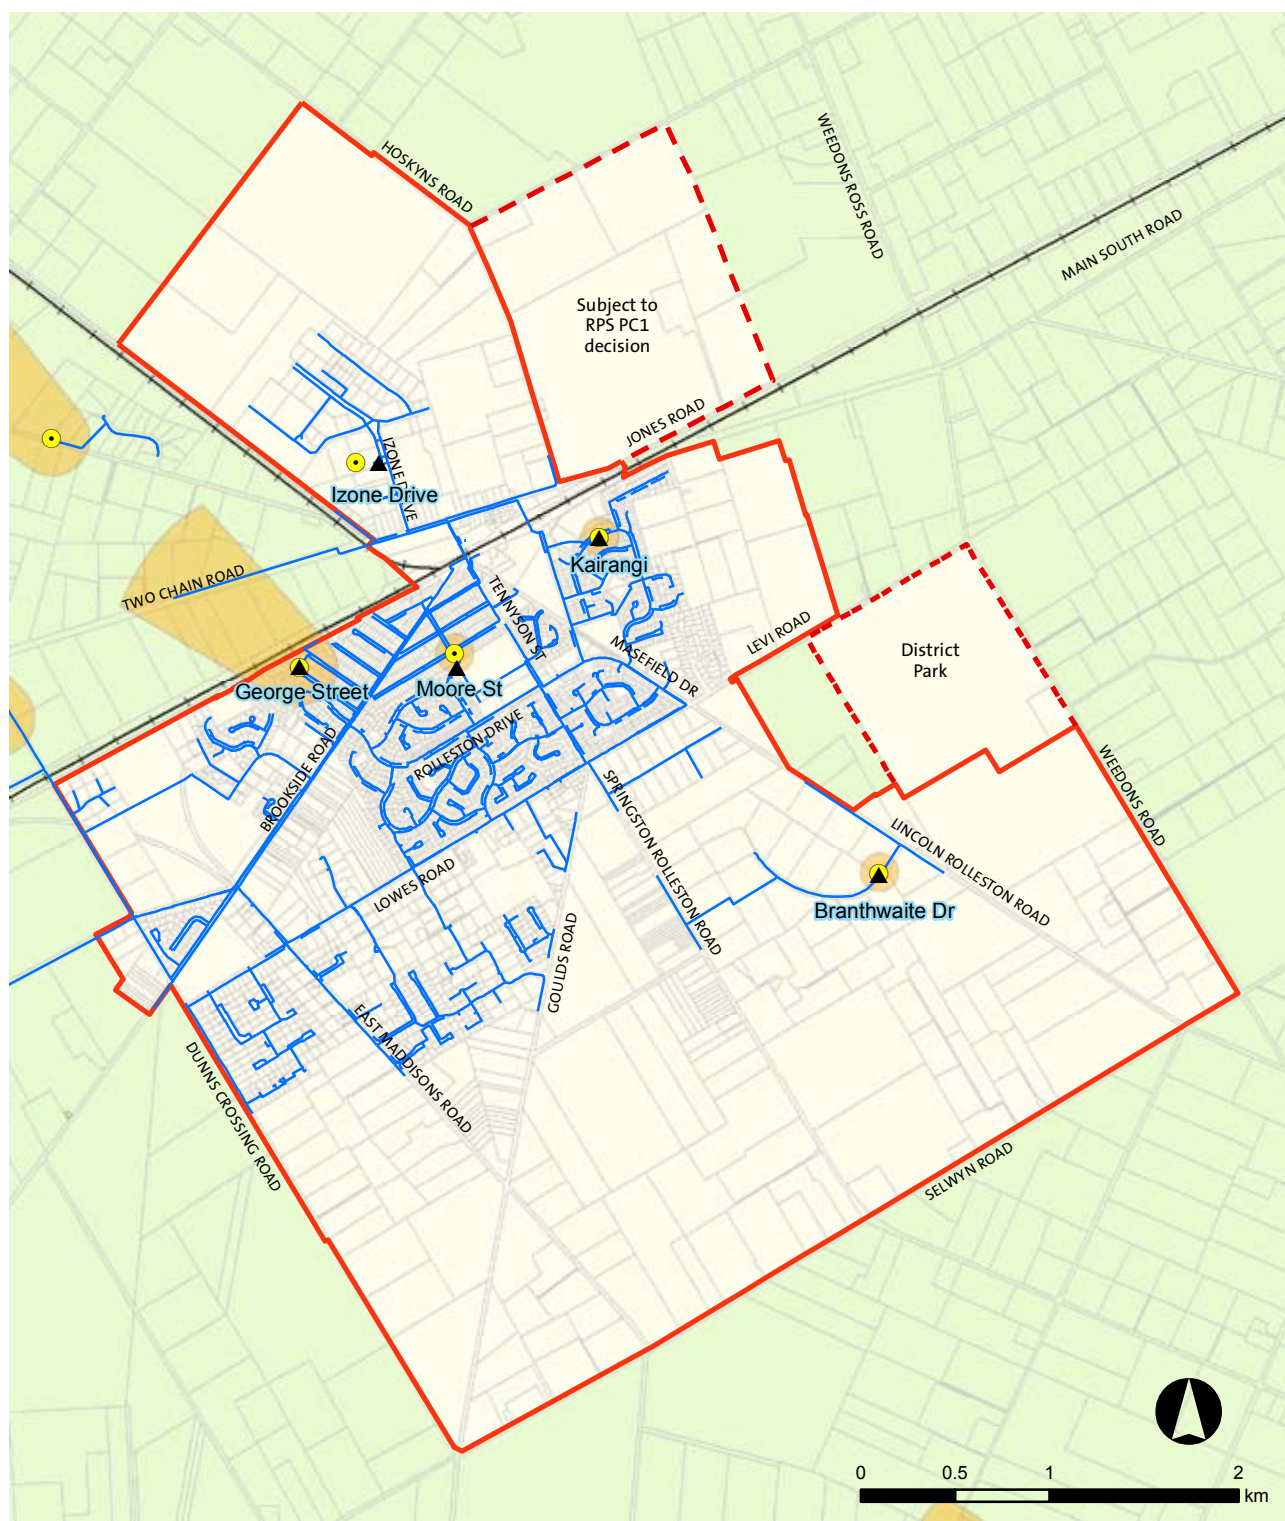 HOSKYNS ROAD
WEEDONS ROSS ROAD
MAIN SOUTH ROAD
Subject to
RPS PC1
decision
JONES ROAD
IZONE DRIVE
Izone Drive
Kairangi
TWO CHAIN ROAD
TENNYSON ST
LEVI ROAD
MASEFIELD DR
District
Park
George Street
Moore St
ROLLESTON DRIVE
BROOKSIDE ROAD
WEEDONS ROAD
SPRINGSTON ROLLESTON ROAD
LINCOLN ROLLESTON ROAD
LOWES ROAD
Branthwaite Dr
GOULDS ROAD
EAST MADDISONS ROAD
DUNNS CROSSING ROAD
SELWYN ROAD
0 0.5 1 2
km